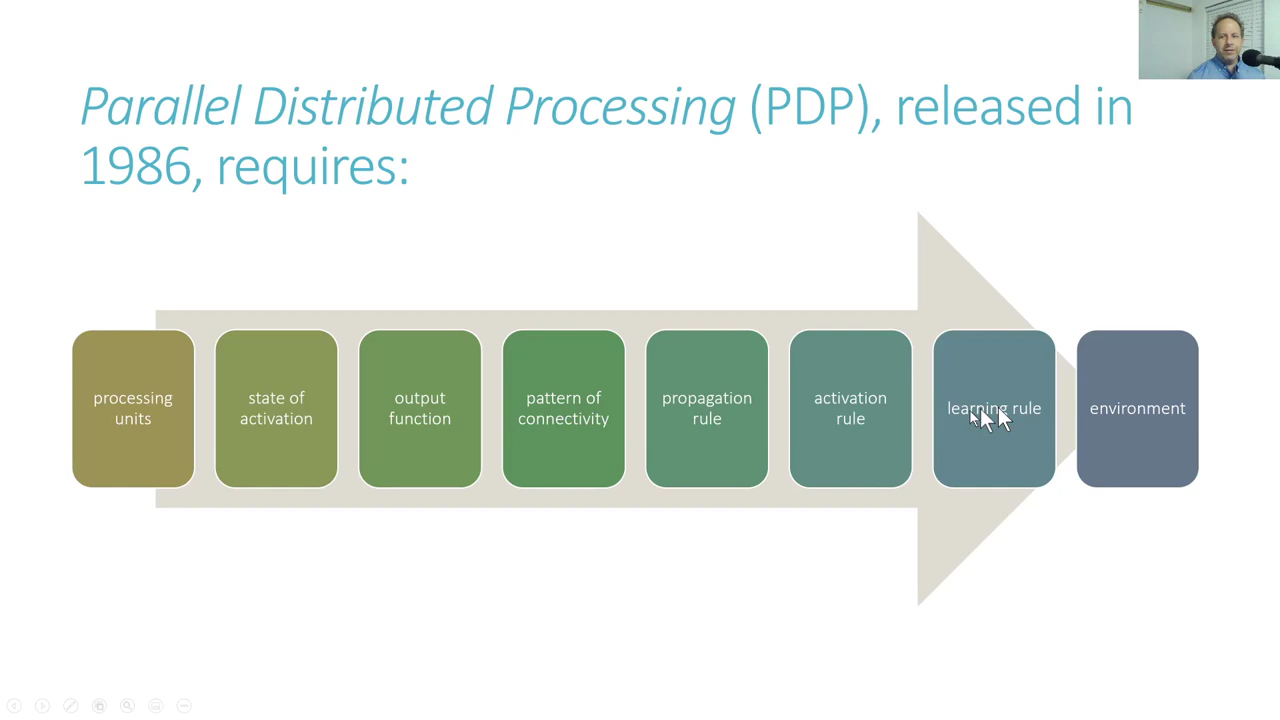 Parallel Distributed Processing (PDP), released in
1986, requires:
processing
units
state of
activation
output
function
pattern of
connectivity
propagation
rule
activation
rule
learning rule
environment